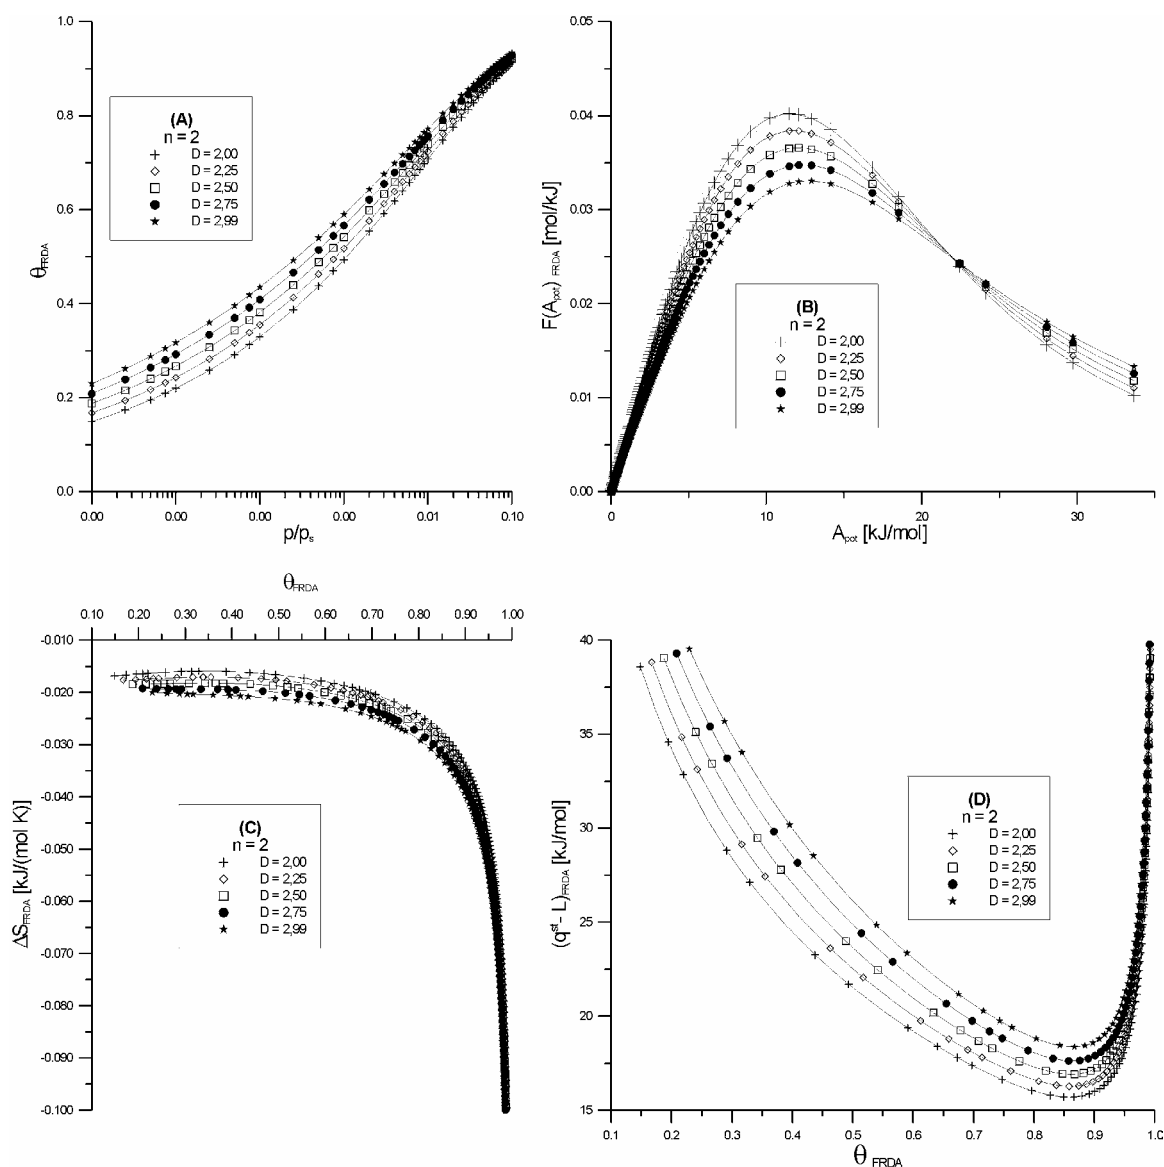 1.0
0.8
0.6
0.4
0.2
0.0
θFRDA
(A)
n = 2
D = 2,00
D = 2,25
D = 2,50
D = 2,75
D = 2,99
0.00 0.00 0.00 0.00 0.01 0.10
p/ps
0.05
0.04
0.03
0.02
0.01
0.00
F(Apot) FRDA [mol/kJ]
(B)
n = 2
D = 2,00
D = 2,25
D = 2,50
D = 2,75
D = 2,99
0 10 20 30
Apot [kJ/mol]
θFRDA
0.10 0.20 0.30 0.40 0.50 0.60 0.70 0.80 0.90 1.00
-0.010
-0.020
-0.030
-0.040
-0.050
-0.060
-0.070
-0.080
-0.090
-0.100
ΔSFRDA [kJ/(mol K)]
(C)
n = 2
D = 2,00
D = 2,25
D = 2,50
D = 2,75
D = 2,99
40
35
30
25
20
15
(qst- L)FRDA [kJ/mol]
(D)
n = 2
D = 2,00
D = 2,25
D = 2,50
D = 2,75
D = 2,99
0.1 0.2 0.3 0.4 0.5 0.6 0.7 0.8 0.9 1.0
θ FRDA